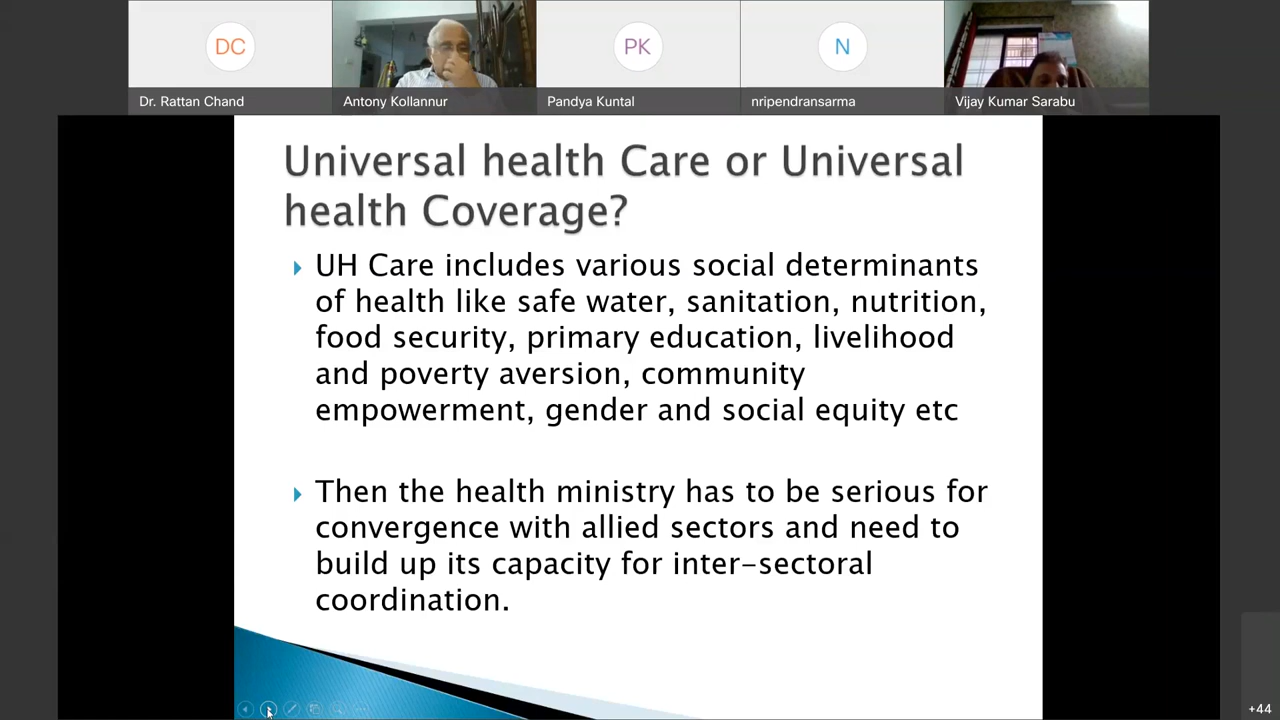 DC
PK
N
Dr. Rattan Chand
Antony Kollannur
Pandya Kuntal
nripendransarma
Vijay Kumar Sarabu
Universal health Care or Universal
health Coverage?
UH Care includes various social determinants
of health like safe water, sanitation, nutrition,
food security, primary education, livelihood
and poverty aversion, community
empowerment, gender and social equity etc
Then the health ministry has to be serious for
convergence with allied sectors and need to
build up its capacity for inter-sectoral
coordination.
+44